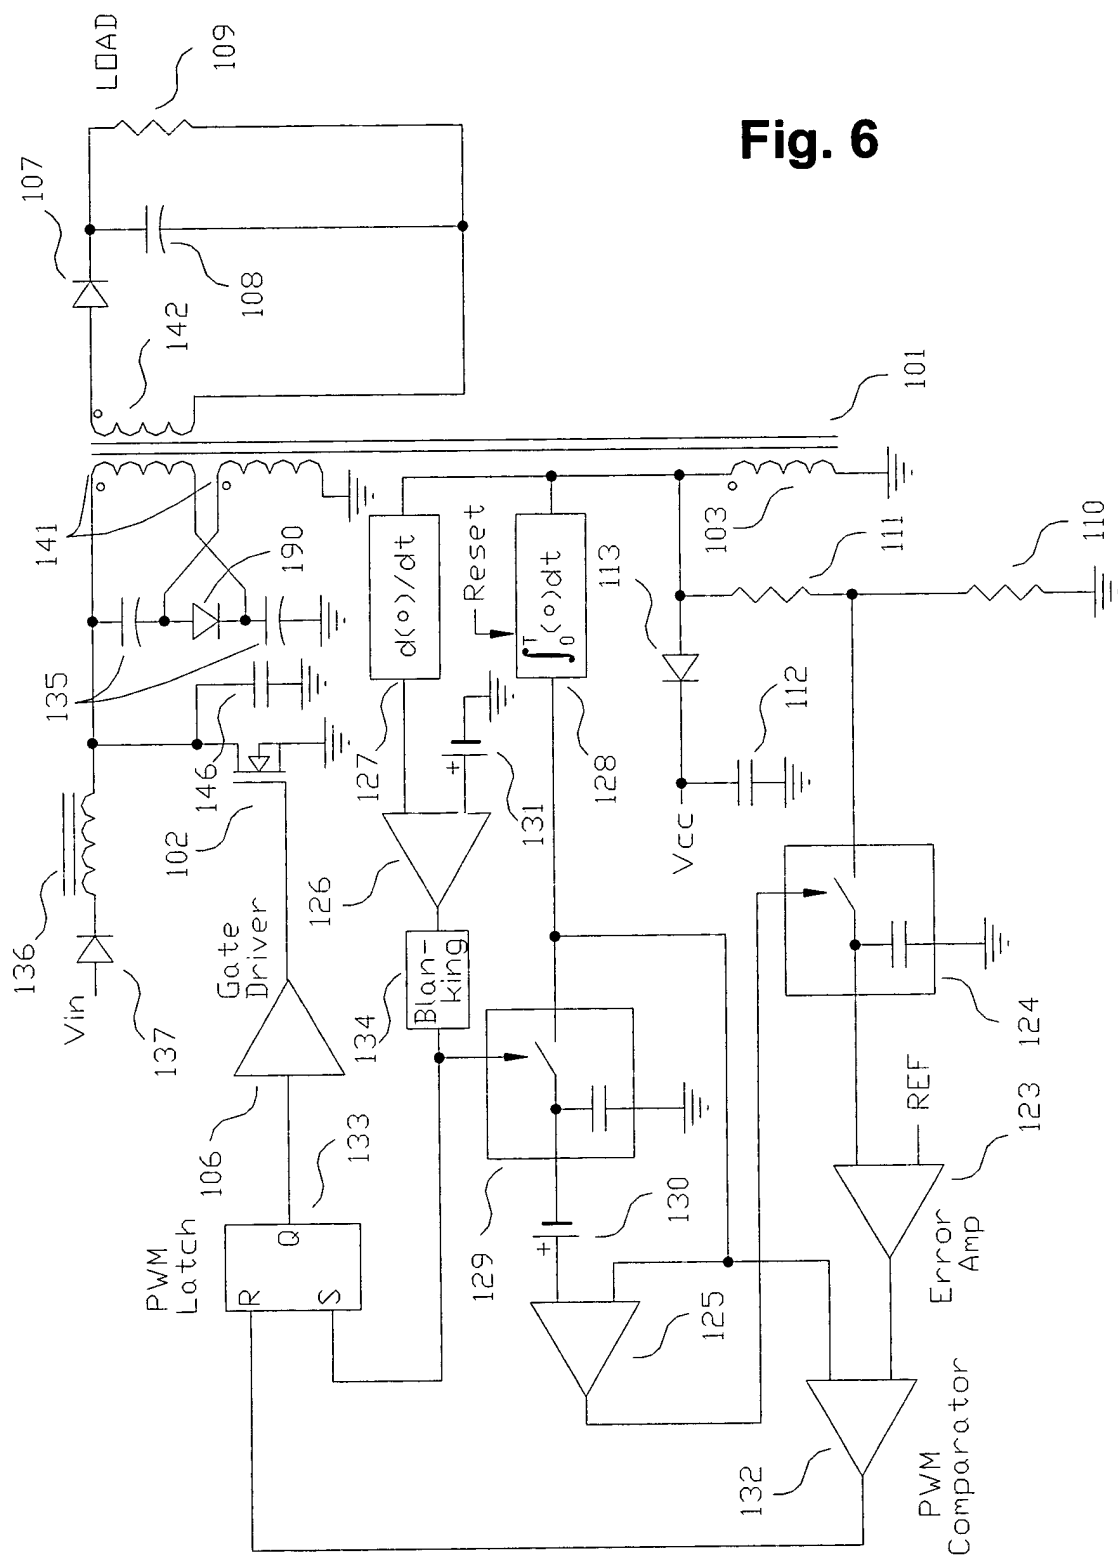 Fig. 6
LOAD
109
107
108
142
101
141
190
135
146
102
136
Vin
137
Gate
Driver
106
133
PWM
Latch
R
S
Q
d(o)/dt
127
Reset
∫₀ᵀ(o)dt
128
113
103
111
110
112
Vcc
+
131
126
Blan-
king
134
129
+
130
125
124
REF
123
Error
Amp
132
PWM
Comparator